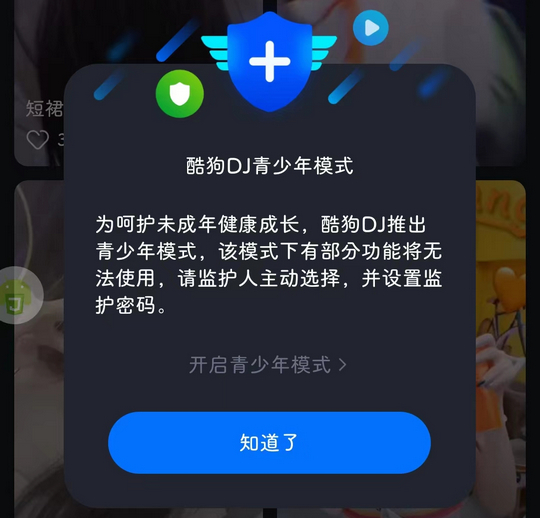 短裙
3
酷狗DJ青少年模式
为呵护未成年健康成长，酷狗DJ推出
青少年模式，该模式下有部分功能将无
法使用，请监护人主动选择，并设置监
护密码。
开启青少年模式 >
知道了